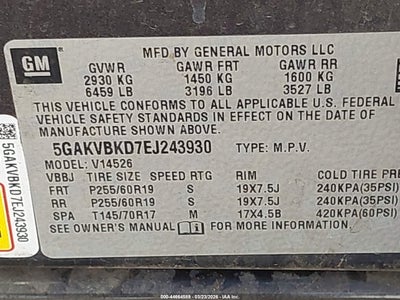 GM
MFD BY GENERAL MOTORS LLC
GVWR GAWR FRT GAWR RR
2930 KG 1450 KG 1600 KG
6459 LB 3196 LB 3527 LB
THIS VEHICLE CONFORMS TO ALL APPLICABLE U.S. FEDERAL
VEHICLE SAFETY STANDARDS IN EFFECT ON THE DATE
OF MANUFACTURE SHOWN ABOVE.
5GAKVBKD7EJ243930 TYPE: M.P.V.
MODEL: V14526
VBBJ TIRE SIZE SPEED RTG RIM COLD TIRE
FRT P255/60R19 S 19X7.5J 240KPA(35PSI)
RR P255/60R19 S 19X7.5J 240KPA(35PSI)
SPA T145/70R17 M 17X4.5B 420KPA(60PSI)
SEE OWNER'S MANUAL FOR MORE INFORMATION.
5GAKVBKD7EJ243930